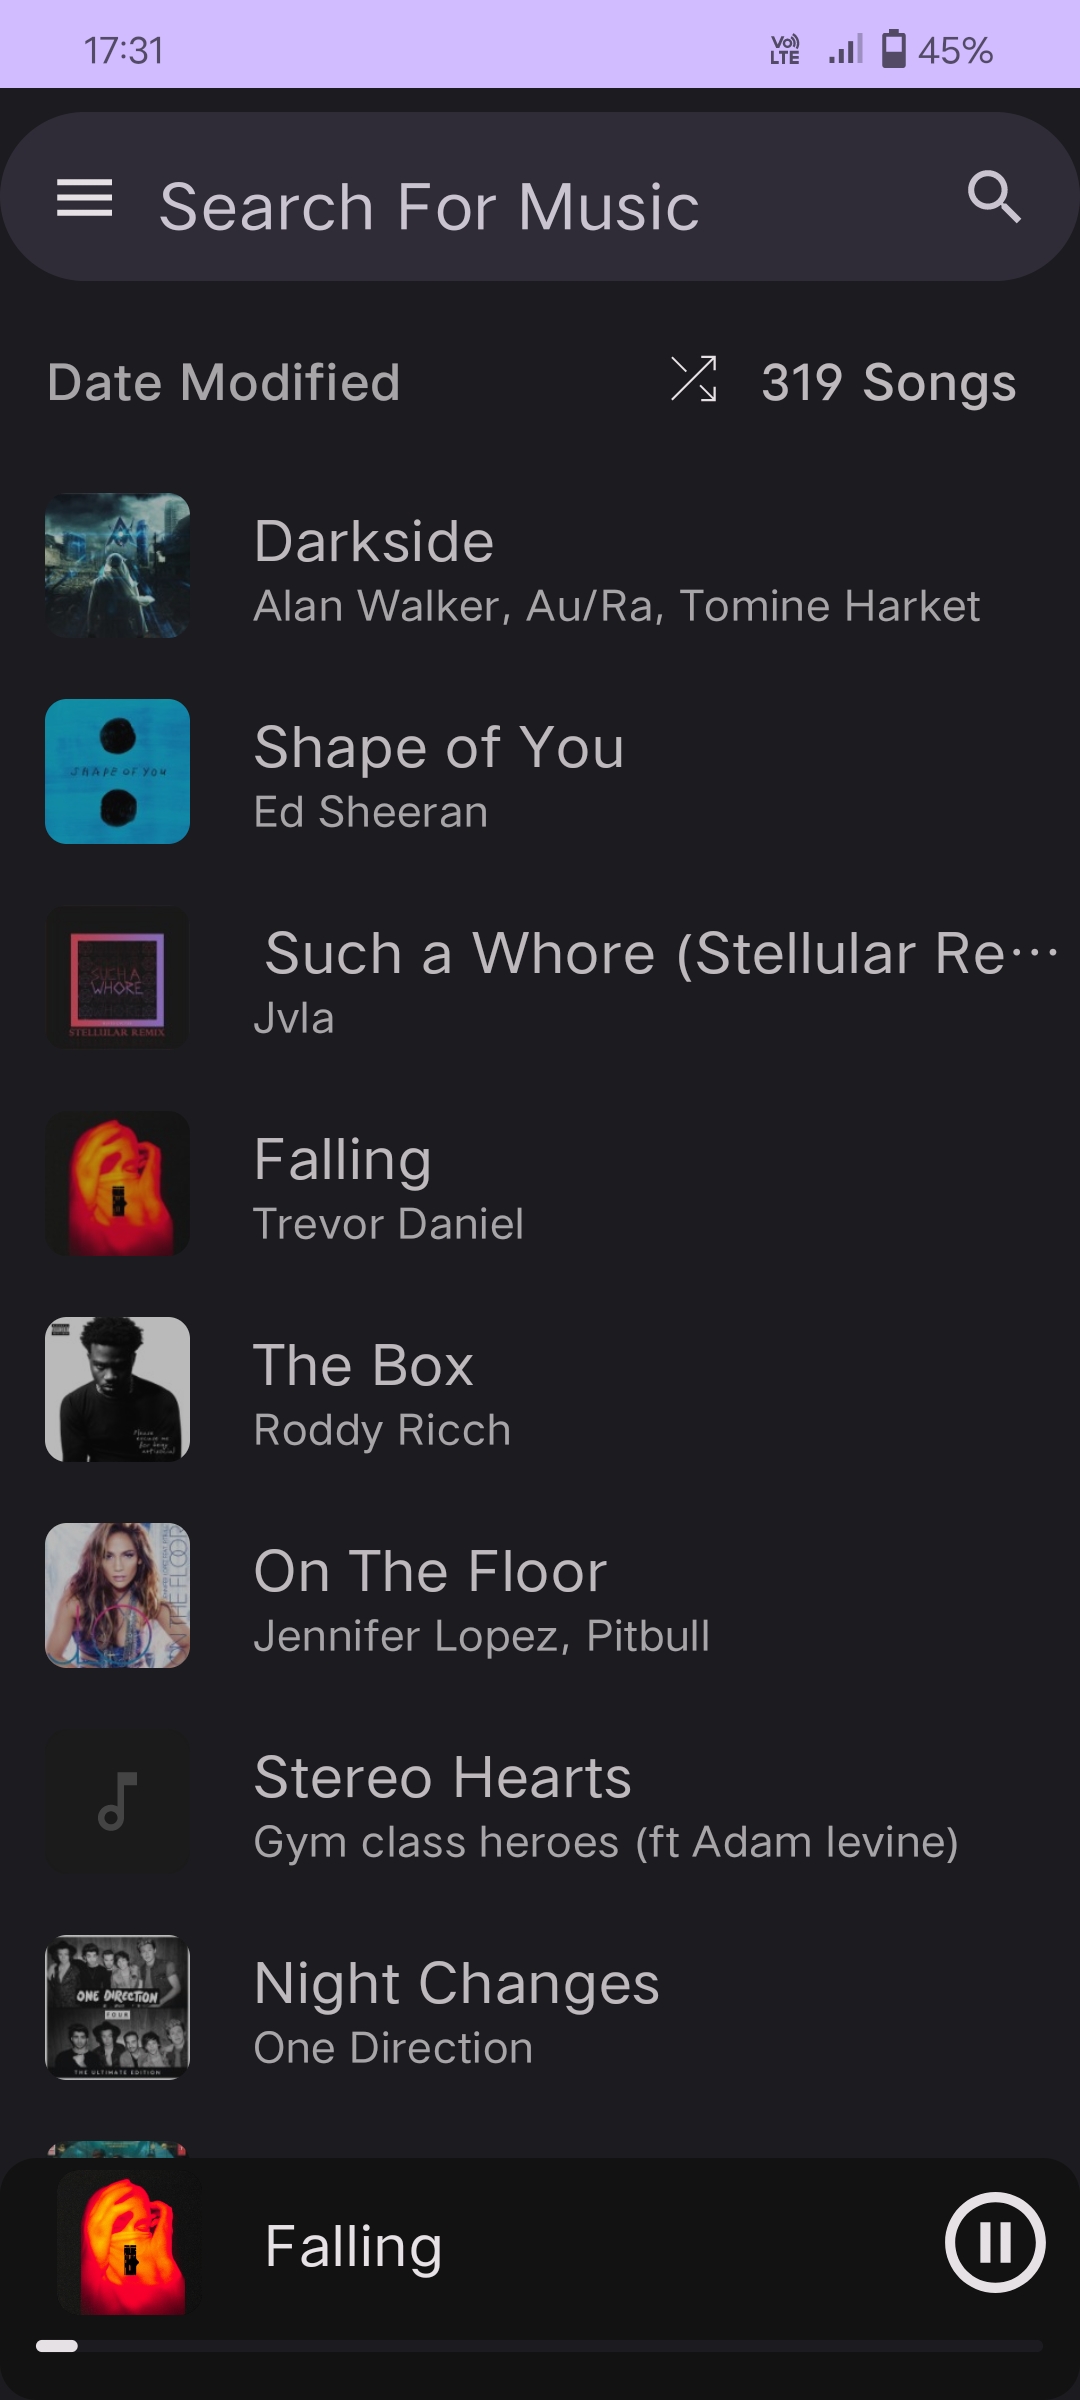 17:31
Vo LTE
45%
Search For Music
Date Modified
319 Songs
Darkside
Alan Walker, Au/Ra, Tomine Harket
SHAPE OF YOU
Shape of You
Ed Sheeran
SUCH A
WHORE
STELLULAR REMIX
Such a Whore (Stellular Re···
Jvla
Falling
Trevor Daniel
The Box
Roddy Ricch
ON THE FLOOR
On The Floor
Jennifer Lopez, Pitbull
Stereo Hearts
Gym class heroes (ft Adam levine)
ONE DIRECTION
FOUR
THE ULTIMATE EDITION
Night Changes
One Direction
Falling